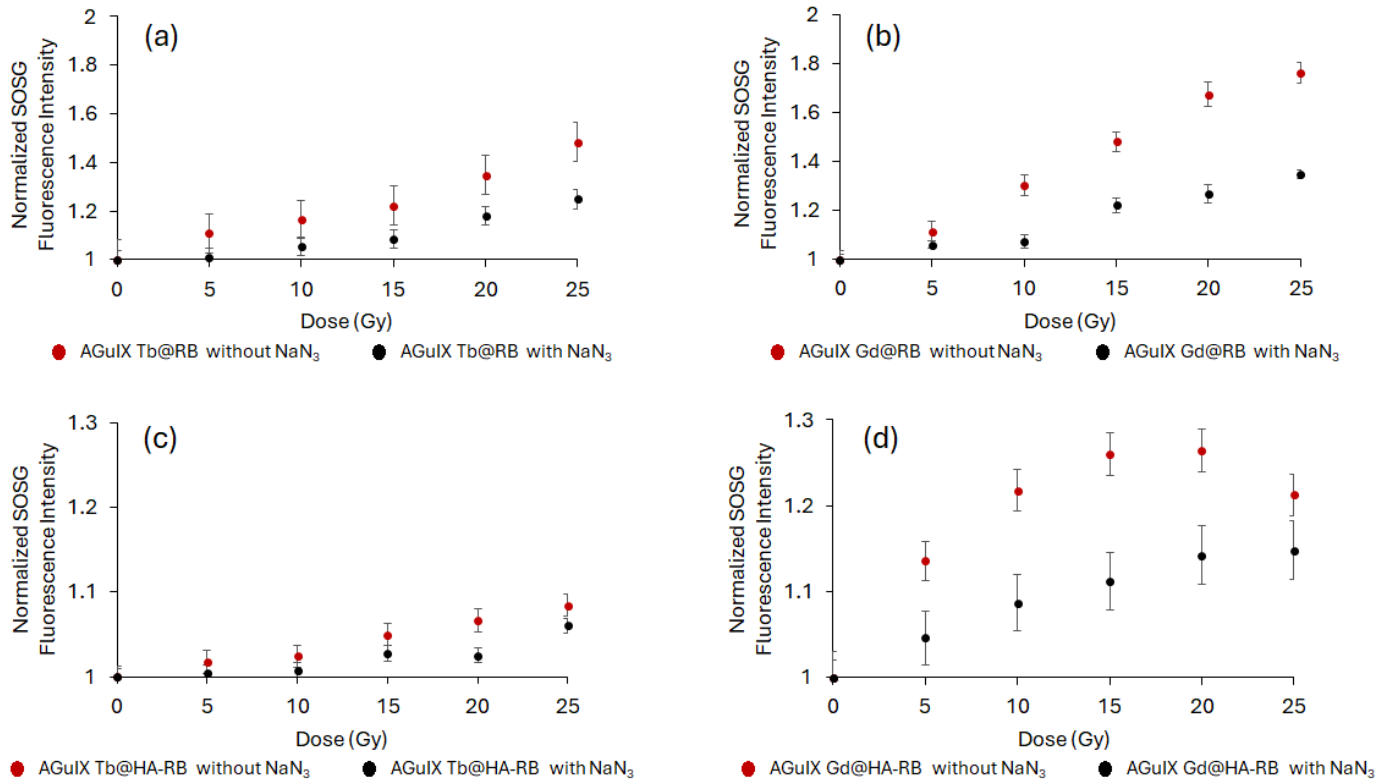 (a)
Normalized SOSG
Fluorescence Intensity
2
1.8
1.6
1.4
1.2
1
0 5 10 15 20 25
Dose (Gy)
AGuIX Tb@RB without NaN₃ AGuIX Tb@RB with NaN₃
(b)
Normalized SOSG
Fluorescence Intensity
2
1.8
1.6
1.4
1.2
1
0 5 10 15 20 25
Dose (Gy)
AGuIX Gd@RB without NaN₃ AGuIX Gd@RB with NaN₃
(c)
Normalized SOSG
Fluorescence Intensity
1.3
1.2
1.1
1
0 5 10 15 20 25
Dose (Gy)
AGuIX Tb@HA-RB without NaN₃ AGuIX Tb@HA-RB with NaN₃
(d)
Normalized SOSG
Fluorescence Intensity
1.3
1.2
1.1
1
0 5 10 15 20 25
Dose (Gy)
AGuIX Gd@HA-RB without NaN₃ AGuIX Gd@HA-RB with NaN₃